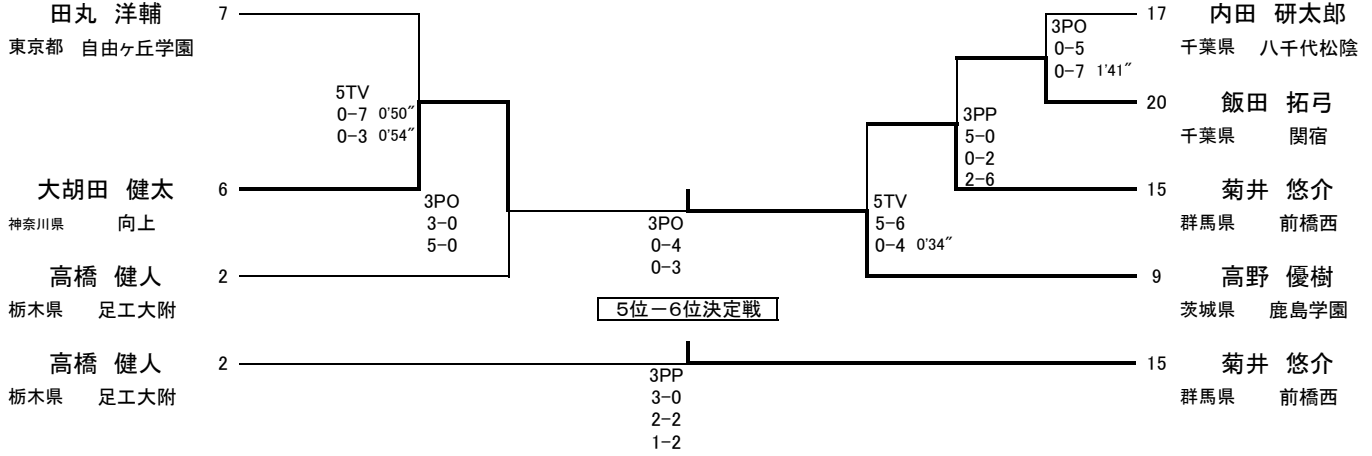 田丸 洋輔 7
東京都 自由ヶ丘学園
5TV
0-7 0'50"
0-3 0'54"
大胡田 健太 6
神奈川県 向上
3PO
3-0
5-0
高橋 健人 2
栃木県 足工大附
3PO
0-4
0-3
17 内田 研太郎
千葉県 八千代松陰
3PO
0-5
0-7 1'41"
20 飯田 拓弓
千葉県 関宿
3PP
5-0
0-2
2-6
15 菊井 悠介
群馬県 前橋西
5TV
5-6
0-4 0'34"
9 高野 優樹
茨城県 鹿島学園
5位－6位決定戦
高橋 健人 2
栃木県 足工大附
3PP
3-0
2-2
1-2
15 菊井 悠介
群馬県 前橋西